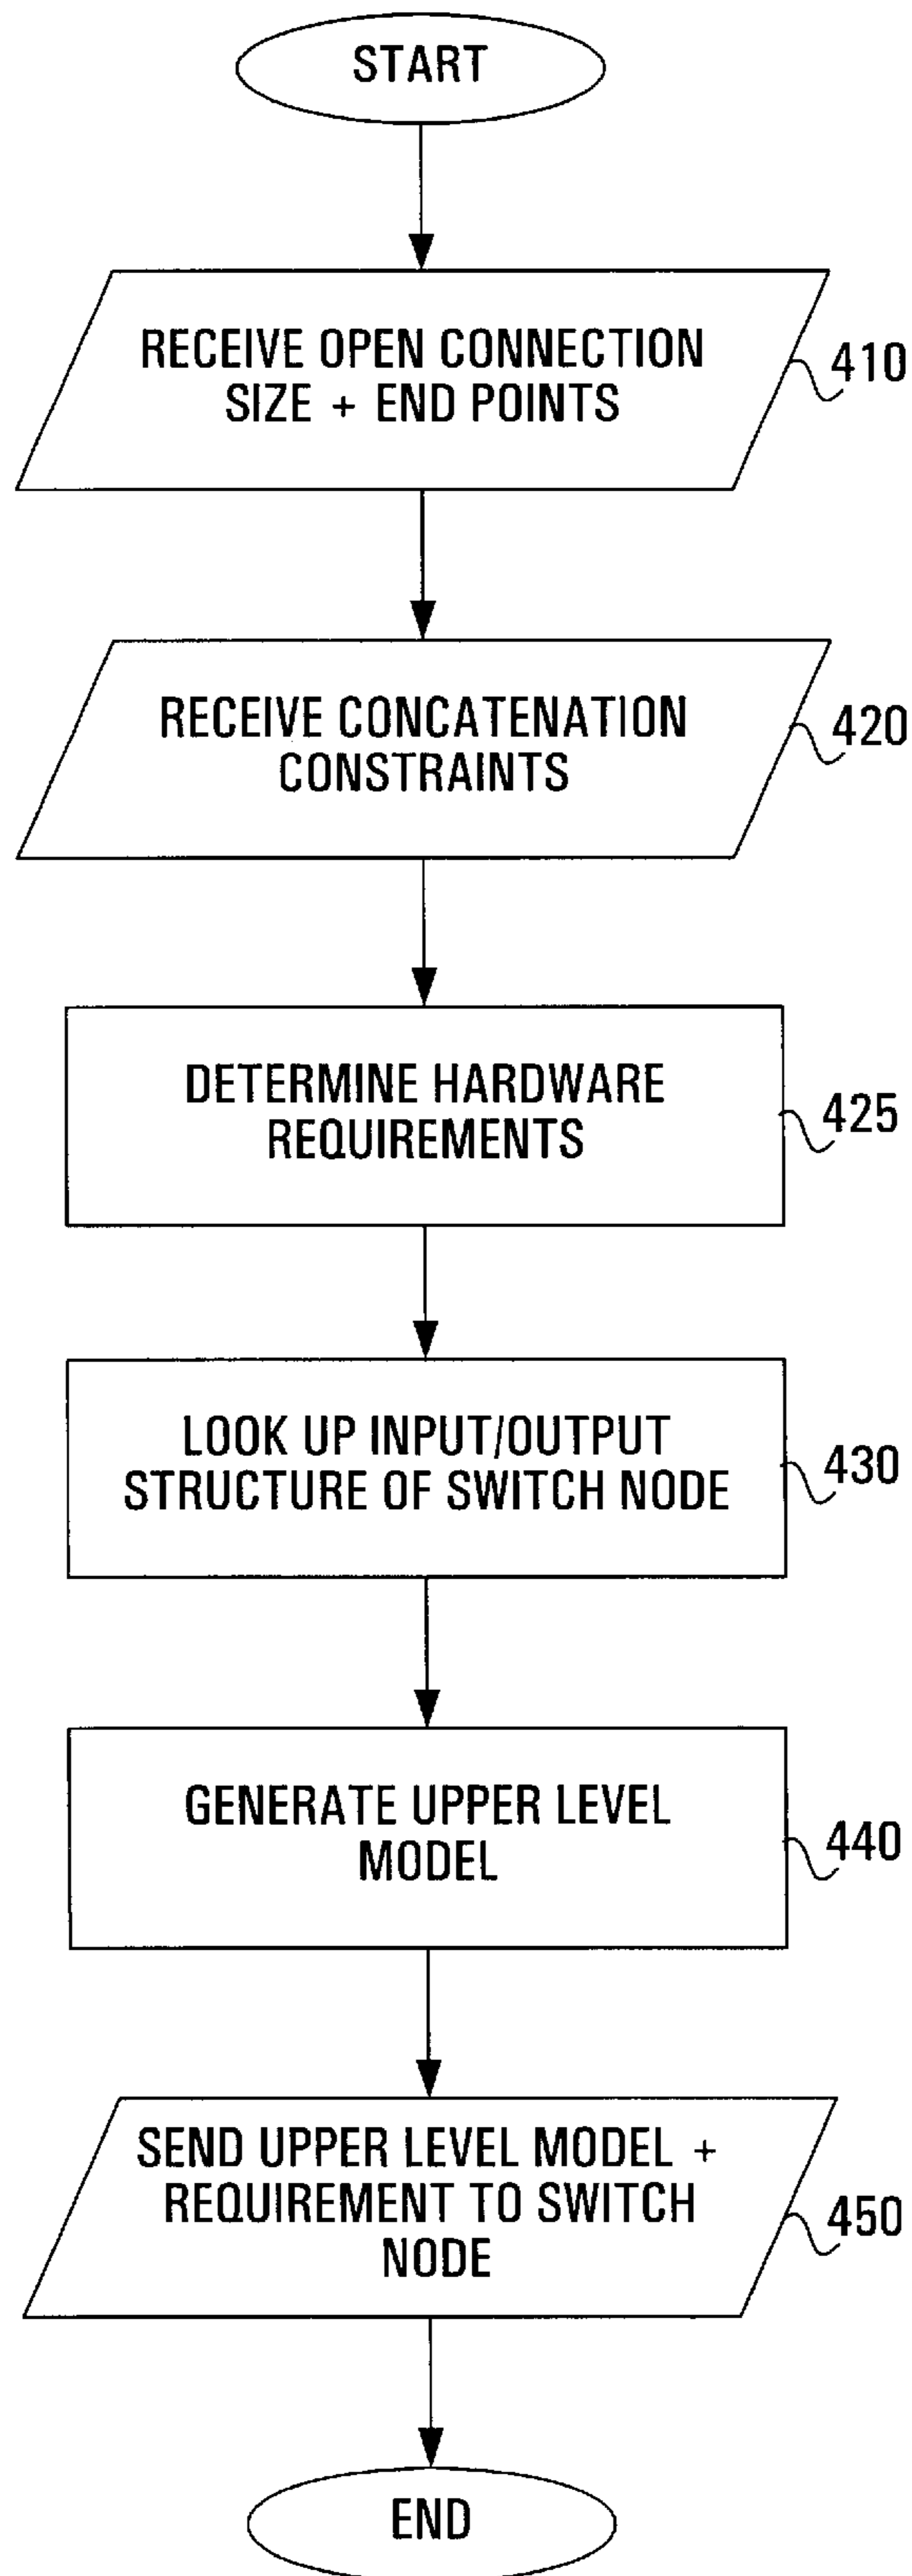 START
RECEIVE OPEN CONNECTION
SIZE + END POINTS
410
RECEIVE CONCATENATION
CONSTRAINTS
420
DETERMINE HARDWARE
REQUIREMENTS
425
LOOK UP INPUT/OUTPUT
STRUCTURE OF SWITCH NODE
430
GENERATE UPPER LEVEL
MODEL
440
SEND UPPER LEVEL MODEL +
REQUIREMENT TO SWITCH
NODE
450
END